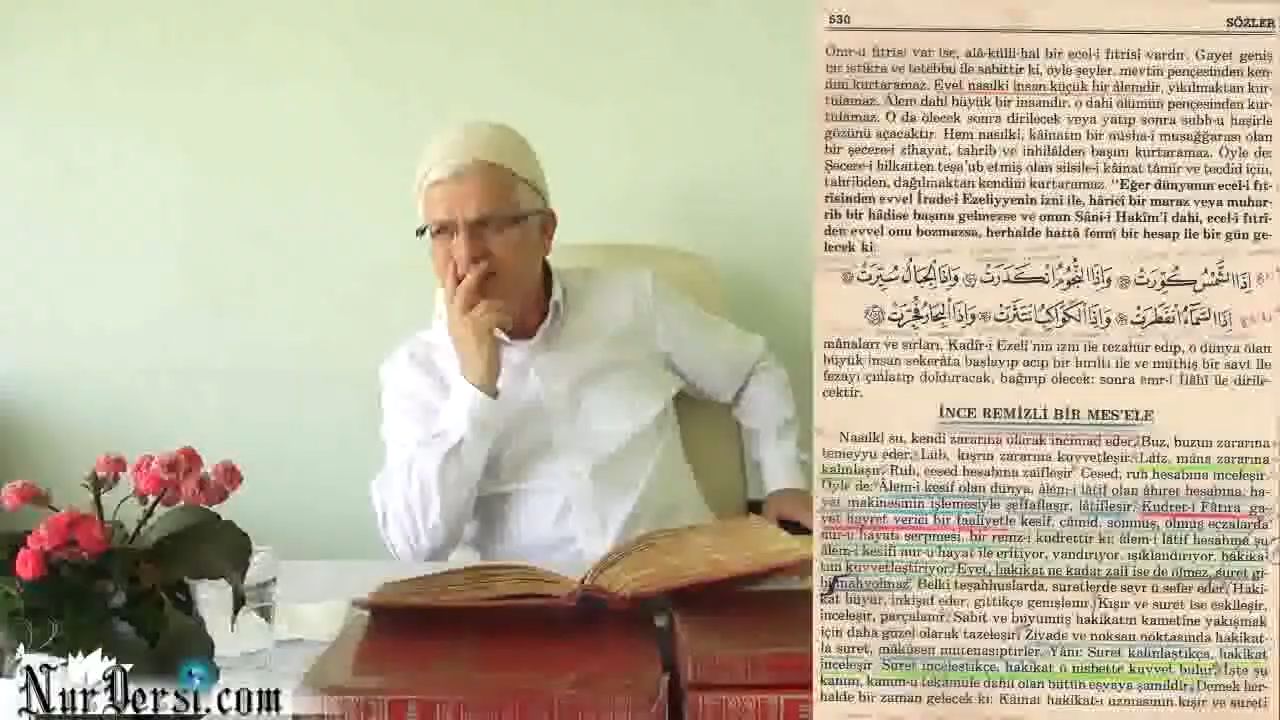 530
SÖZLER
Ömr-ü fıtrîsi var ise, alâ-külli-hal bir ecel-i fıtrîsi vardır. Gayet geniş
bir istikra ve tetebbu ile sabittir ki, öyle şeyler, mevtin pençesinden ken-
dini kurtaramaz. Evet nasılki insan küçük bir âlemdir, yıkılmaktan kur-
tulamaz. Âlem dahi büyük bir insandır, o dahi ölümün pençesinden kur-
tulamaz. O da ölecek sonra dirilecek veya yatıp sonra subh-u haşirle
gözünü açacaktır. Hem nasılki, kâinatın bir nüsha-i musağğarası olan
bir şecere-i zîhayat, tahrib ve inhilâlden başını kurtaramaz. Öyle de:
Şecere-i hilkatten teşa'ub etmiş olan silsile-i kâinat tâmir ve tecdid için,
tahribden, dağılmaktan kendini kurtaramaz. "Eğer dünyanın ecel-i fıt-
rîsinden evvel İrade-i Ezeliyyenin izni ile, hâricî bir maraz veya muhar-
rib bir hâdise başına gelmezse ve onun Sâni-i Hakîm'i dahi, ecel-i fıtrî-
den evvel onu bozmazsa, herhalde hattâ fennî bir hesap ile bir gün ge-
lecek ki:
اِذَا الشَّمْسُ كُوِّرَتْ وَاِذَا النُّجُومُ انْكَدَرَتْ وَاِذَا الْجِبَالُ سُيِّرَتْ
اِذَا السَّمَاءُ انْفَطَرَتْ وَاِذَا الْكَوَاكِبُ انْتَثَرَتْ وَاِذَا الْبِحَارُ فُجِّرَتْ
mânaları ve sırları, Kadîr-i Ezelî'nin izni ile tezahür edip, o dünya olan
büyük insan sekerâta başlayıp acip bir hırıltı ile ve müthiş bir savt ile
fezayı çınlatıp dolduracak, bağırıp ölecek; sonra emr-i İlâhî ile dirile-
cektir.
İNCE REMİZLİ BİR MES'ELE
Nasılki su, kendi zararına olarak incimad eder. Buz, buzun zararına
temeyyu eder. Lüb, kışrın zararına kuvvetleşir. Lâfz, mâna zararına
kalınlaşır. Ruh, cesed hesabına zaîfleşir. Cesed, ruh hesabına inceleşir.
Öyle de: Âlem-i kesif olan dünya, âlem-i lâtif olan âhiret hesabına, ha-
yat makinesinin işlemesiyle şeffaflaşır, lâtîfleşir. Kudret-i Fâtıra ga-
yet hayret verici bir faaliyetle kesif, câmid, sönmüş, ölmüş eczalarda
nur-u hayatı serpmesi, bir remz-i kudrettir ki; âlem-i lâtif hesabına şu
âlem-i kesifi nur-u hayat ile eritiyor, yandırıyor, ışıklandırıyor, hakika-
tini kuvvetleştiriyor. Evet, hakikat ne kadar zaîf ise de ölmez, suret gi-
bi mahvolmaz. Belki teşahhuslarda, suretlerde seyr ü sefer eder. Haki-
kat büyür, inkişaf eder, gittikçe genişlenir. Kışır ve suret ise eskileşir,
inceleşir, parçalanır. Sabit ve büyümüş hakikatın kametine yakışmak
için daha güzel olarak tazeleşir. Ziyade ve noksan noktasında hakikat-
la suret, mâkûsen mütenasiptirler. Yâni: Suret kalınlaştıkça, hakikat
inceleşir. Suret inceleştikçe, hakikat o nisbette kuvvet bulur. İşte şu
kanun, kanun-u tekâmüle dâhil olan bütün eşyaya şâmildir. Demek her-
halde bir zaman gelecek ki: Kâinat hakikat-ı uzmasının kışır ve sureti
NurDersi.com